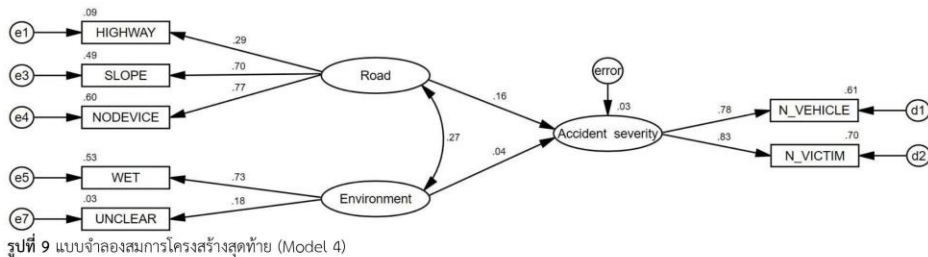 .09
e1 HIGHWAY
.29
.49
e3 SLOPE
.70
Road
error
.60
e4 NODEVICE
.77
.16
.03
Accident severity
.78
.61
N_VEHICLE d1
.83
.70
N_VICTIM d2
.27
.04
.53
e5 WET
.73
.03
Environment
.18
e7 UNCLEAR
รูปที่ 9 แบบจำลองสมการโครงสร้างสุดท้าย (Model 4)